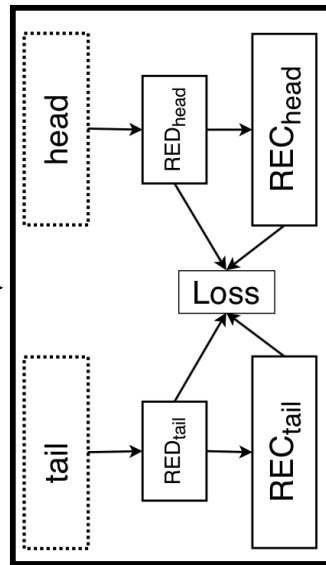 head
RED_head
REC_head
Loss
tail
RED_tail
REC_tail